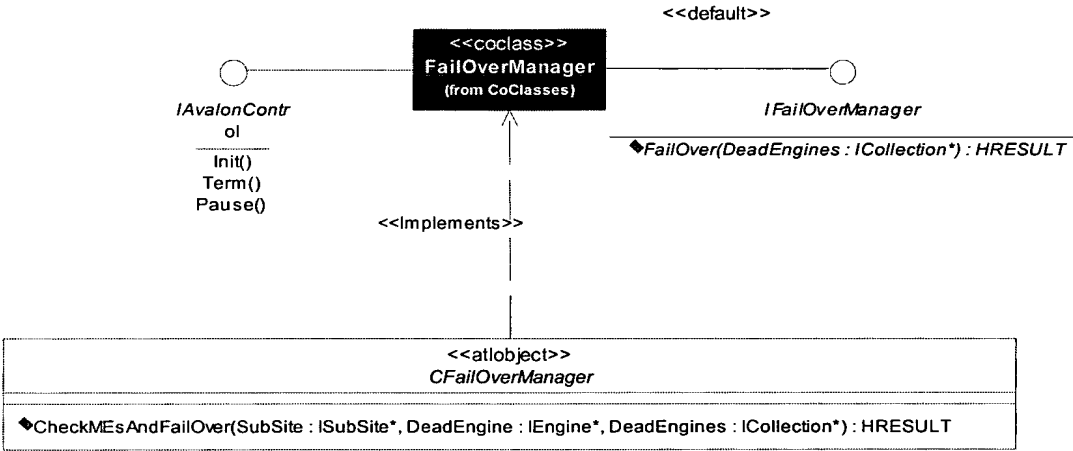 <<default>>
<<coclass>>
FailOverManager
(from CoClasses)
IAvalonContr
ol
Init()
Term()
Pause()
IFailOverManager
FailOver(DeadEngines : ICollection*) : HRESULT
<<Implements>>
<<atlobject>>
CFailOverManager
CheckMEsAndFailOver(SubSite : ISubSite*, DeadEngine : IEngine*, DeadEngines : ICollection*) : HRESULT